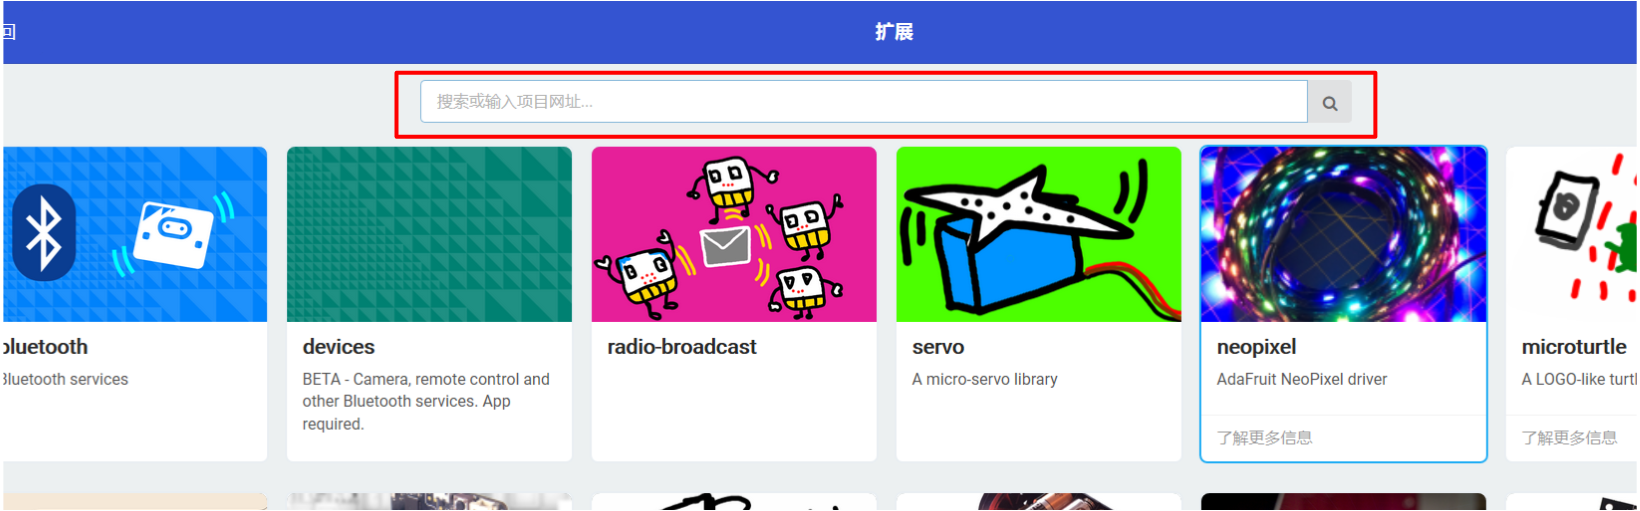 回
扩展
搜索或输入项目网址...
bluetooth
Bluetooth services
devices
BETA - Camera, remote control and
other Bluetooth services. App
required.
radio-broadcast
servo
A micro-servo library
neopixel
AdaFruit NeoPixel driver
了解更多信息
microturtle
A LOGO-like turtl
了解更多信息